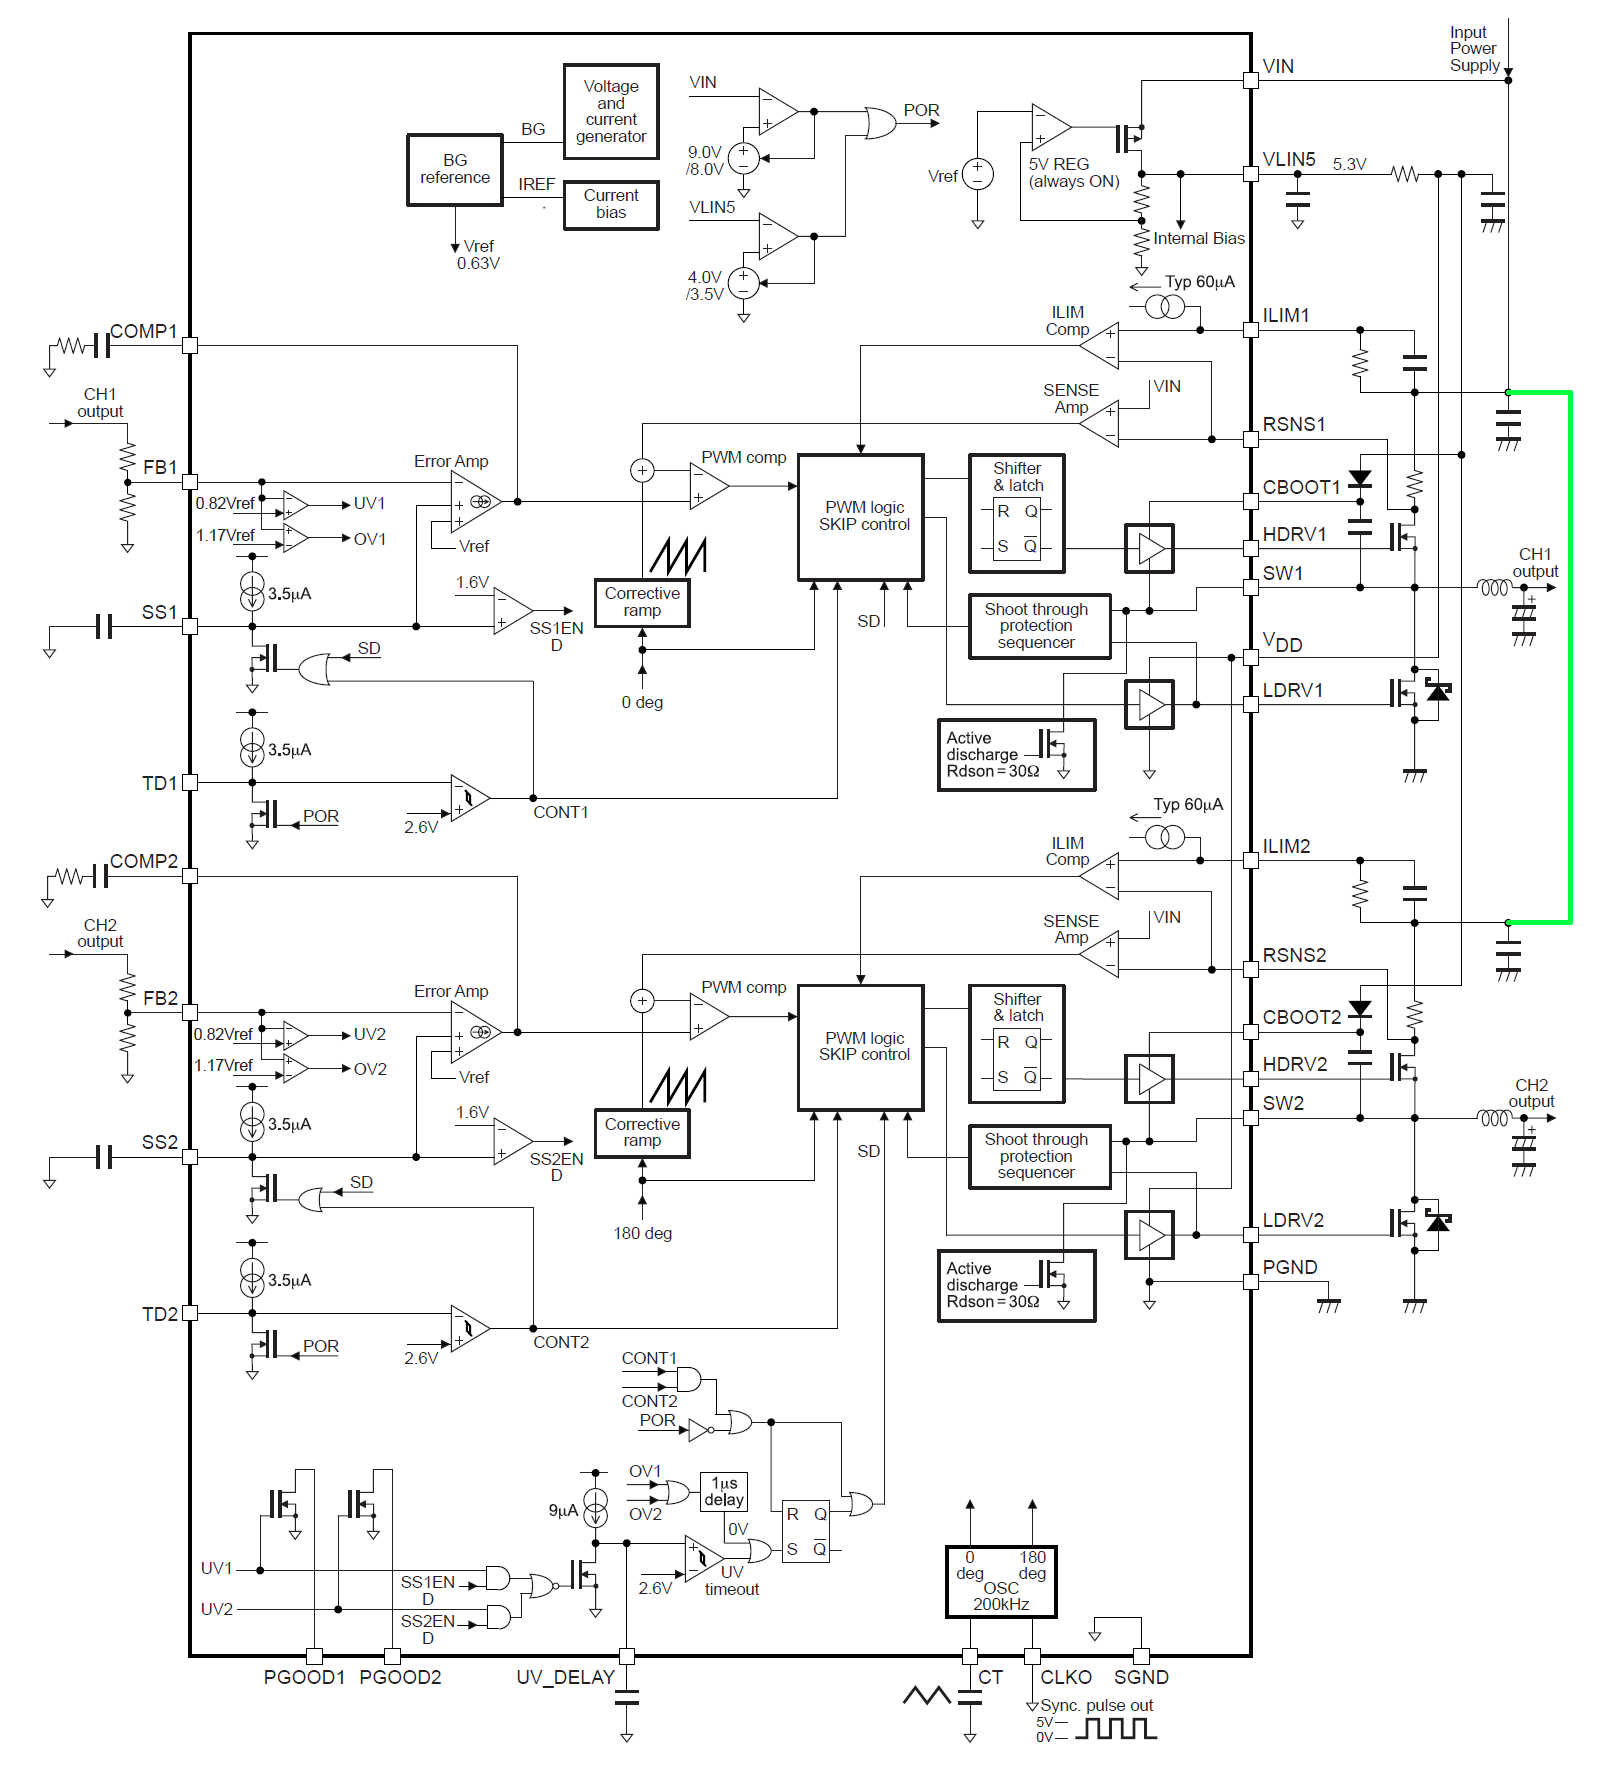 Input
Power
Supply
VIN
Voltage
and
current
generator
VIN
POR
BG
BG
reference
9.0V
/8.0V
VLIN5
5.3V
Vref
5V REG
(always ON)
IREF
Current
bias
VLIN5
Internal Bias
Vref
0.63V
4.0V
/3.5V
Typ 60μA
COMP1
ILIM
Comp
ILIM1
CH1
output
SENSE
Amp
VIN
RSNS1
FB1
Error Amp
PWM comp
Shifter
& latch
CBOOT1
0.82Vref
UV1
R Q
PWM logic
SKIP control
1.17Vref
OV1
Vref
S Q
HDRV1
CH1
output
3.5μA
1.6V
Corrective
ramp
SW1
SS1
SS1EN
D
SD
Shoot through
protection
sequencer
SD
VDD
0 deg
LDRV1
3.5μA
Active
discharge
Rdson = 30Ω
TD1
POR
2.6V
CONT1
Typ 60μA
COMP2
ILIM
Comp
ILIM2
CH2
output
SENSE
Amp
VIN
RSNS2
FB2
Error Amp
PWM comp
Shifter
& latch
CBOOT2
0.82Vref
UV2
R Q
PWM logic
SKIP control
1.17Vref
OV2
Vref
S Q
HDRV2
CH2
output
3.5μA
1.6V
Corrective
ramp
SW2
SS2
SS2EN
D
SD
Shoot through
protection
sequencer
SD
180 deg
LDRV2
3.5μA
Active
discharge
Rdson = 30Ω
PGND
TD2
POR
2.6V
CONT2
CONT1
CONT2
POR
OV1
OV2
1μs
delay
9μA
0V
R Q
S Q
UV1
2.6V
UV
timeout
SS1EN
D
UV2
SS2EN
D
0
deg
180
deg
OSC
200kHz
PGOOD1
PGOOD2
UV_DELAY
CT
CLKO
SGND
Sync. pulse out
5V
0V